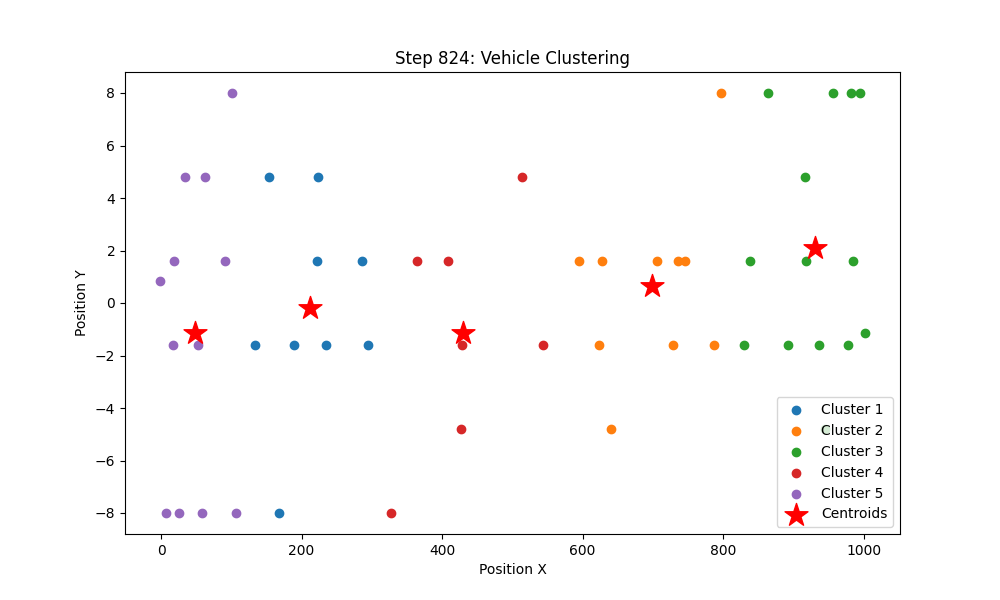 Step 824: Vehicle Clustering
Position Y
8
6
4
2
0
−2
−4
−6
−8
Cluster 1
Cluster 2
Cluster 3
Cluster 4
Cluster 5
Centroids
0
200
400
600
800
1000
Position X